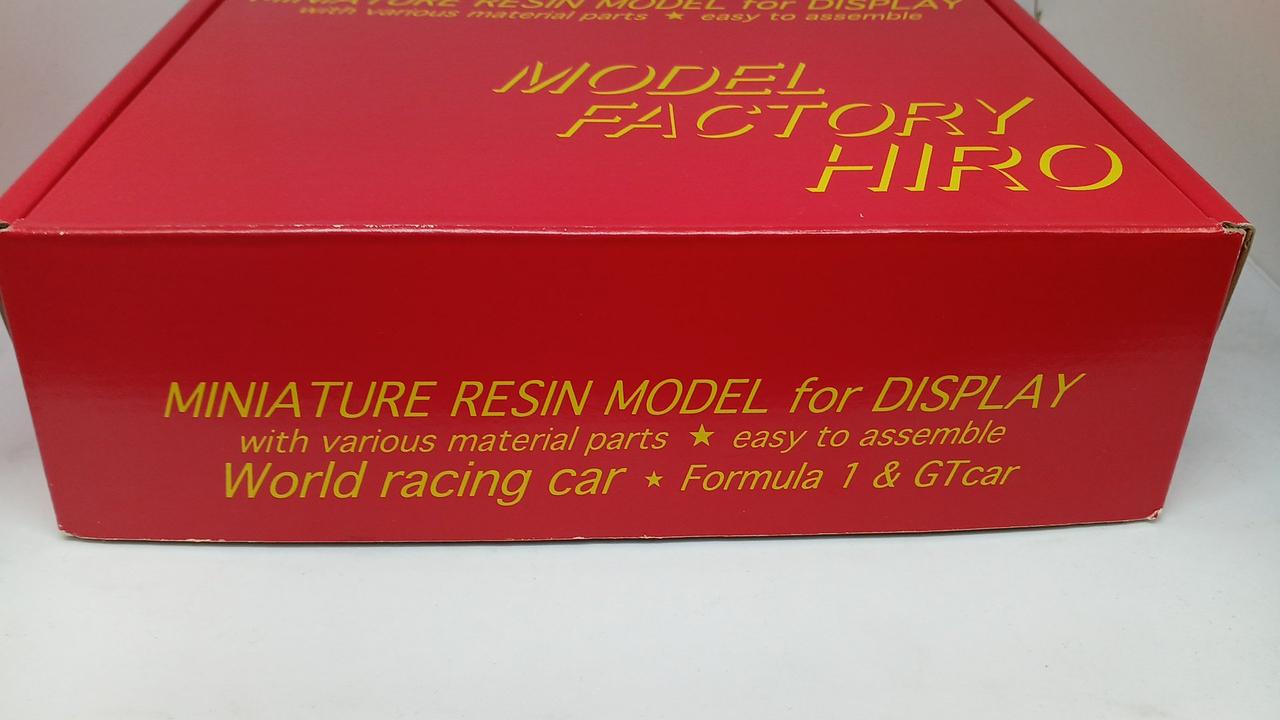 MINIATURE RESIN MODEL for DISPLAY
with various material parts ★ easy to assemble
MODEL
FACTORY
HIRO
MINIATURE RESIN MODEL for DISPLAY
with various material parts ★ easy to assemble
World racing car ★ Formula 1 & GTcar